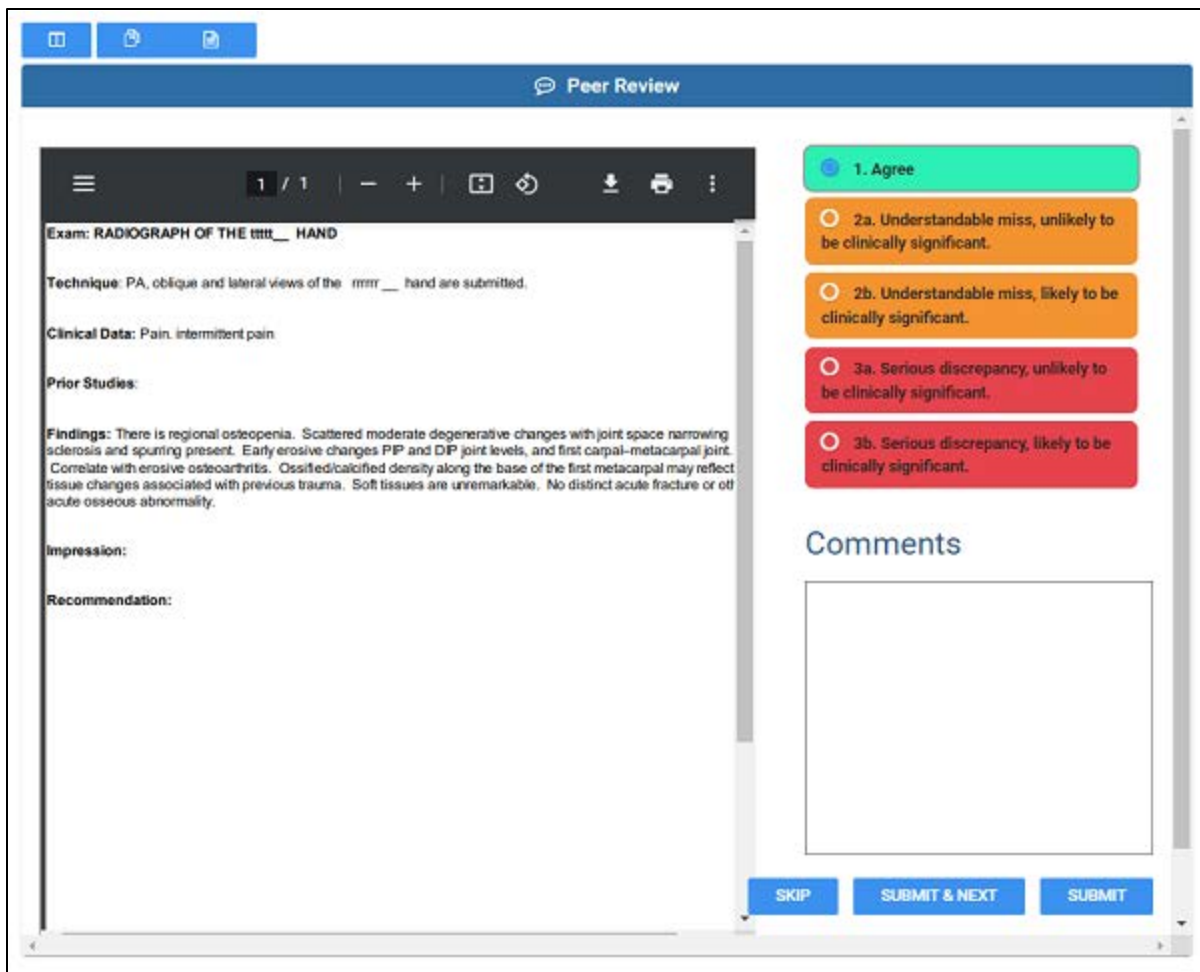 Peer Review
1 / 1
Exam: RADIOGRAPH OF THE ttttt__ HAND
Technique: PA, oblique and lateral views of the rrrrrr __ hand are submitted.
Clinical Data: Pain. intermittent pain
Prior Studies:
Findings: There is regional osteopenia. Scattered moderate degenerative changes with joint space narrowing
sclerosis and spurring present. Early erosive changes PIP and DIP joint levels, and first carpal-metacarpal joint.
Correlate with erosive osteoarthritis. Ossified/calcified density along the base of the first metacarpal may reflect
tissue changes associated with previous trauma. Soft tissues are unremarkable. No distinct acute fracture or ot
acute osseous abnormality.
Impression:
Recommendation:
1. Agree
2a. Understandable miss, unlikely to
be clinically significant.
2b. Understandable miss, likely to be
clinically significant.
3a. Serious discrepancy, unlikely to
be clinically significant.
3b. Serious discrepancy, likely to be
clinically significant.
Comments
SKIP
SUBMIT & NEXT
SUBMIT